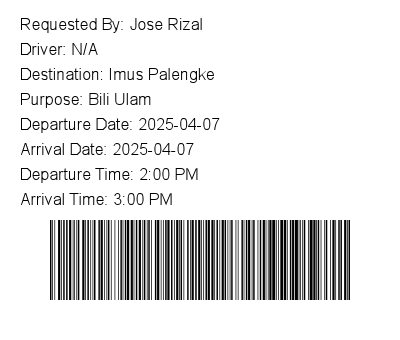 Requested By: Jose Rizal
Driver: N/A
Destination: Imus Palengke
Purpose: Bili Ulam
Departure Date: 2025-04-07
Arrival Date: 2025-04-07
Departure Time: 2:00 PM
Arrival Time: 3:00 PM